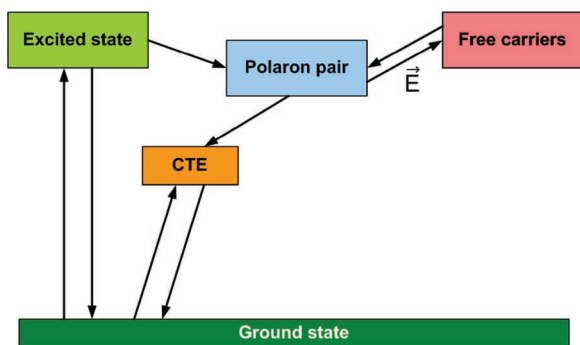 Excited state
Free carriers
Polaron pair
E
CTE
Ground state